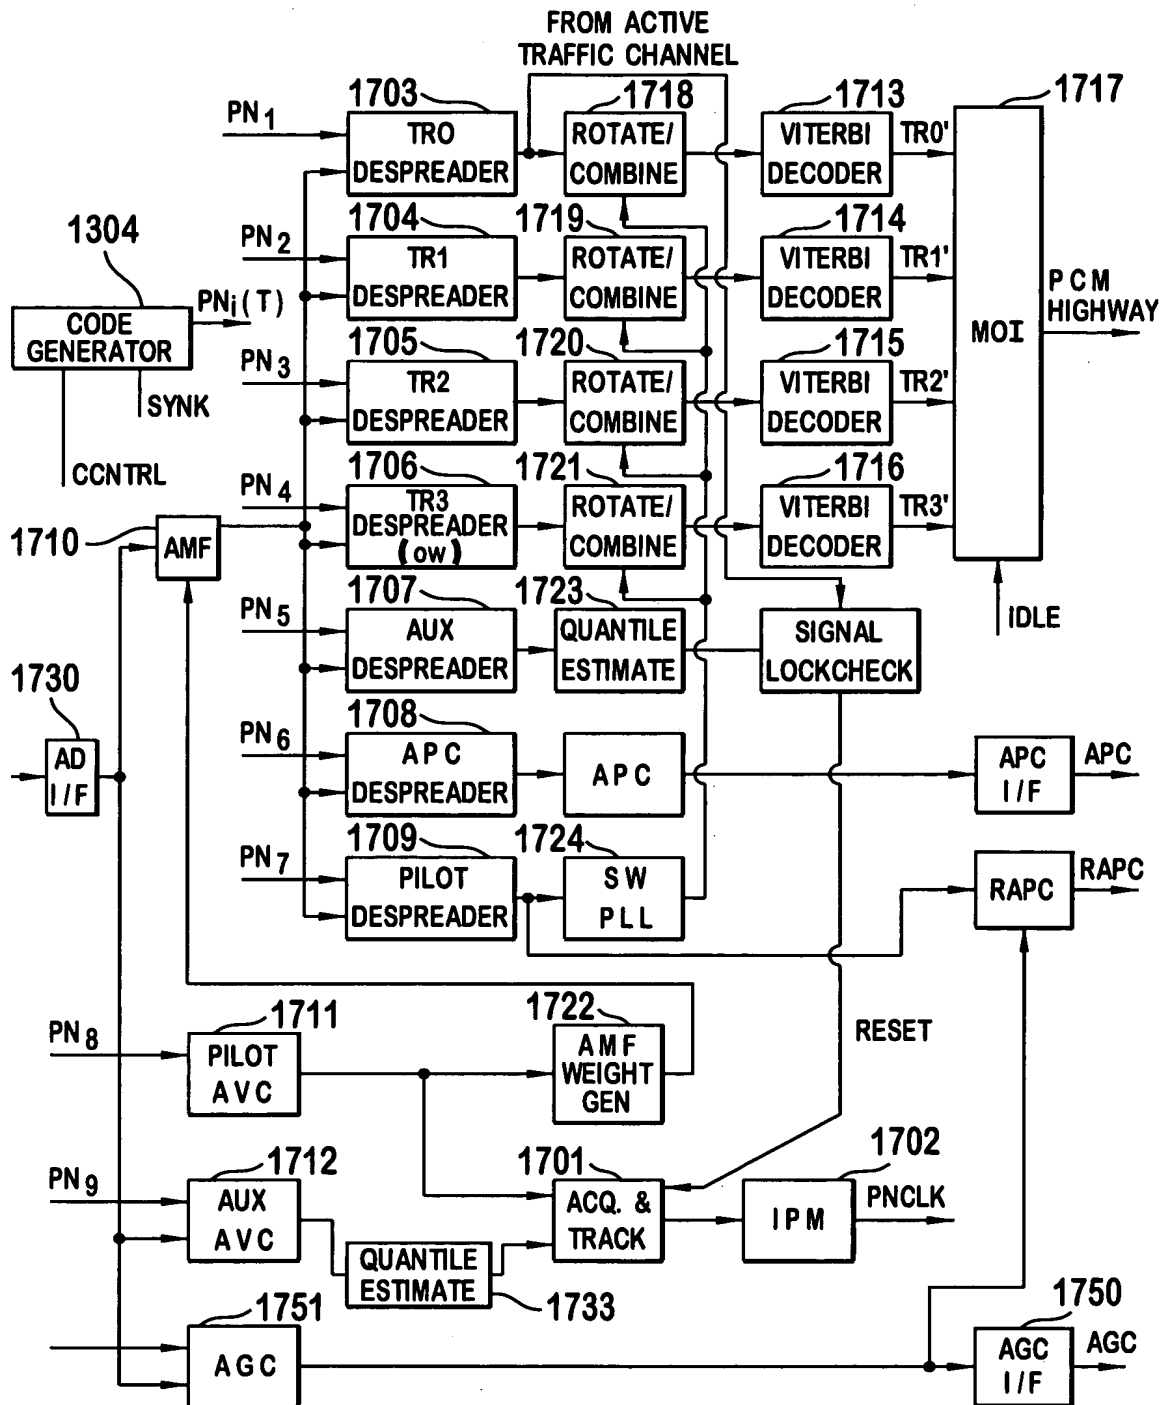 FROM ACTIVE
TRAFFIC CHANNEL
1703
1718
1713
1717
PN1
TRO
DESPREADER
ROTATE/
COMBINE
VITERBI
DECODER
TR0'
1304
1704
1719
1714
PN2
TR1
DESPREADER
ROTATE/
COMBINE
VITERBI
DECODER
TR1'
PCM
HIGHWAY
MOI
CODE
GENERATOR
PNi(T)
SYNK
CCNTRL
1705
1720
1715
PN3
TR2
DESPREADER
ROTATE/
COMBINE
VITERBI
DECODER
TR2'
1706
1721
1716
PN4
TR3
DESPREADER
(OW)
ROTATE/
COMBINE
VITERBI
DECODER
TR3'
1710
AMF
IDLE
1707
1723
PN5
AUX
DESPREADER
QUANTILE
ESTIMATE
SIGNAL
LOCKCHECK
1730
AD
I/F
1708
PN6
APC
DESPREADER
APC
APC
I/F
APC
1709
1724
PN7
PILOT
DESPREADER
SW
PLL
RAPC
RAPC
1711
1722
PN8
PILOT
AVC
AMF
WEIGHT
GEN
RESET
1712
1701
1702
PN9
AUX
AVC
ACQ. &
TRACK
IPM
PNCLK
QUANTILE
ESTIMATE
1733
1751
1750
AGC
AGC
I/F
AGC